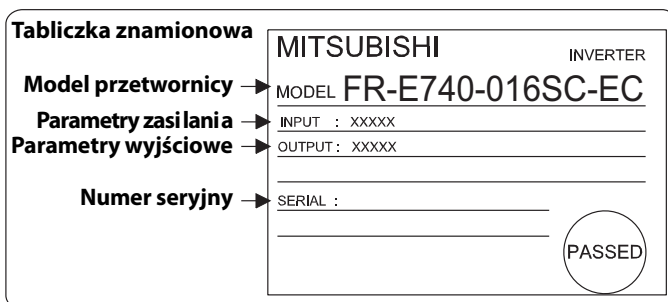 Tabliczka znamionowa
MITSUBISHI INVERTER
Model przetwornicy MODEL FR-E740-016SC-EC
Parametry zasilania INPUT : XXXXX
Parametry wyjściowe OUTPUT : XXXXX
Numer seryjny SERIAL :
PASSED